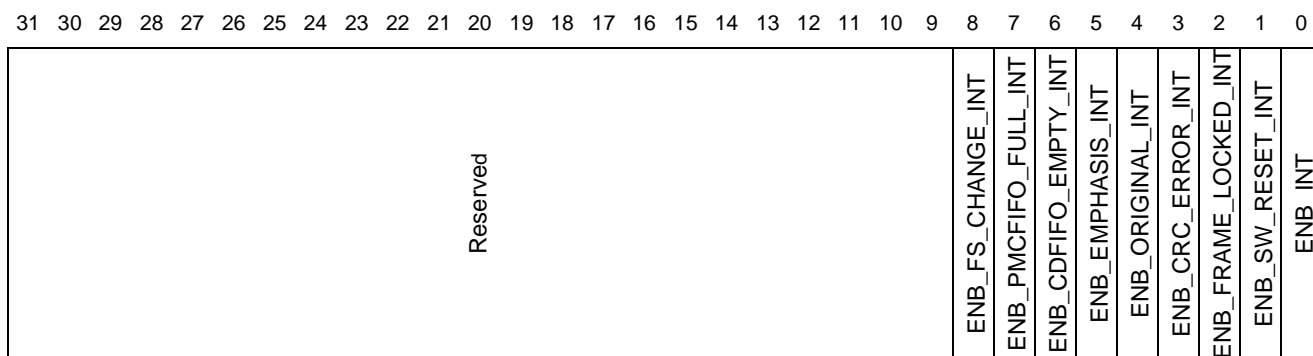 31 30 29 28 27 26 25 24 23 22 21 20 19 18 17 16 15 14 13 12 11 10 9 8 7 6 5 4 3 2 1 0
Reserved
ENB_FS_CHANGE_INT
ENB_PMCFIFO_FULL_INT
ENB_CDFIFO_EMPTY_INT
ENB_EMPHASIS_INT
ENB_ORIGINAL_INT
ENB_CRC_ERROR_INT
ENB_FRAME_LOCKED_INT
ENB_SW_RESET_INT
ENB_INT